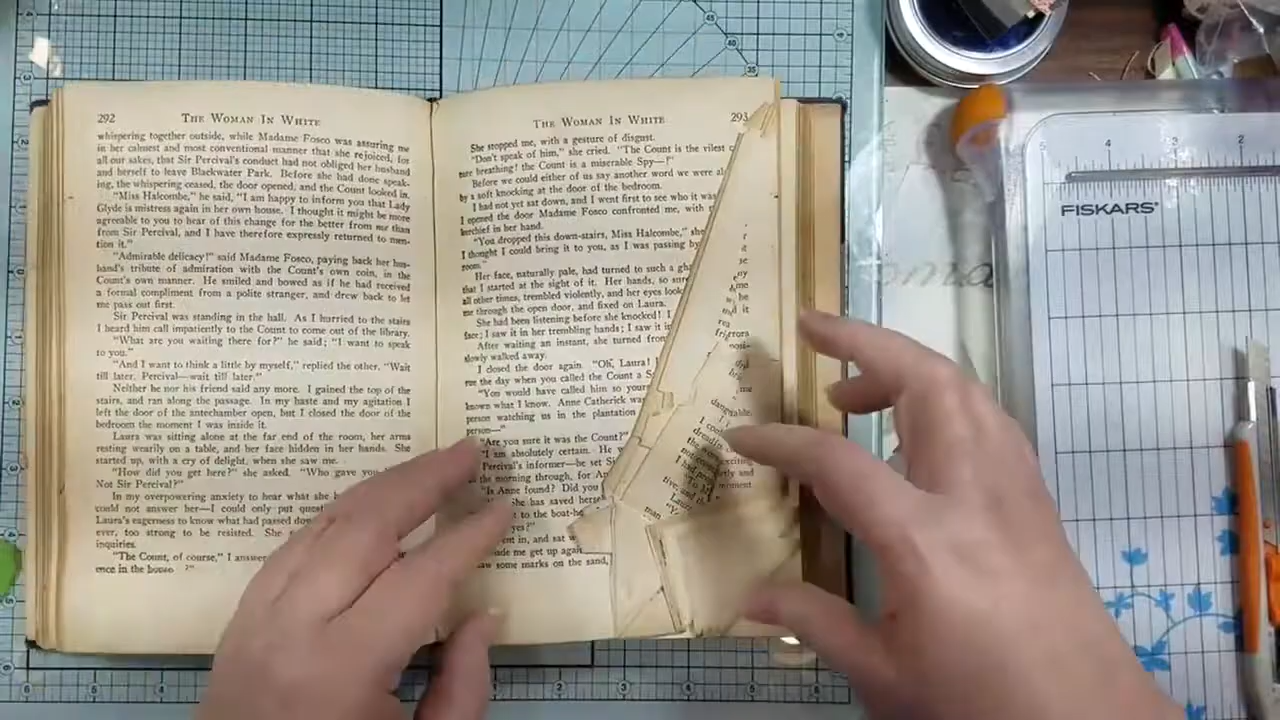 292 THE WOMAN IN WHITE
whispering together outside, while Madame Fosco was assuring me
in her calmest and most conventional manner that she rejoiced, for
all our sakes, that Sir Percival's conduct had not obliged her husband
and herself to leave Blackwater Park. Before she had done speak-
ing, the whispering ceased, the door opened, and the Count looked in.
"Miss Halcombe," he said, "I am happy to inform you that Lady
Glyde is mistress again in her own house. I thought it might be more
agreeable to you to hear of this change for the better from me than
from Sir Percival, and I have therefore expressly returned to men-
tion it."
"Admirable delicacy!" said Madame Fosco, paying back her hus-
band's tribute of admiration with the Count's own coin, in the
Count's own manner. He smiled and bowed as if he had received
a formal compliment from a polite stranger, and drew back to let
me pass out first.
Sir Percival was standing in the hall. As I hurried to the stairs
I heard him call impatiently to the Count to come out of the library.
"What are you waiting there for?" he said; "I want to speak
to you."
"And I want to think a little by myself," replied the other. "Wait
till later, Percival—wait till later."
Neither he nor his friend said any more. I gained the top of the
stairs, and ran along the passage. In my haste and my agitation I
left the door of the antechamber open, but I closed the door of the
bedroom the moment I was inside it.
Laura was sitting alone at the far end of the room, her arms
resting wearily on a table, and her face hidden in her hands. She
started up, with a cry of delight, when she saw me.
"How did you get here?" she asked. "Who gave you
Not Sir Percival?"
In my overpowering anxiety to hear what she
could not answer her—I could only put
Laura's eagerness to know what had passed
ever, too strong to be resisted. She
inquiries.
"The Count, of course," I
ence in the house ?"
THE WOMAN IN WHITE 293
She stopped me, with a gesture of disgust.
"Don't speak of him," she cried. "The Count is the vilest
ture breathing! the Count is a miserable Spy—!"
Before we could either of us say another word we were
by a soft knocking at the door of the bedroom.
I had not yet sat down, and I went first to see who it was
I opened the door Madame Fosco confronted me, with
kerchief in her hand.
"You dropped this down-stairs, Miss Halcombe," she
I thought I could bring it to you, as I was passing by
room."
Her face, naturally pale, had turned to such a
that I started at the sight of it. Her hands, so
all other times, trembled violently, and her eyes
me through the open door, and fixed on Laura.
She had been listening before she knocked! I
face; I saw it in her trembling hands; I saw it
After waiting an instant, she turned from
slowly walked away.
I closed the door again. "Oh, Laura!
rue the day when you called the Count a
"You would have called him so
known what I know. Anne Catherick
person watching us in the plantation
person—"
"Are you sure it was the Count?"
"I am absolutely certain. He
Percival's informer—he set
the morning through, for
"Is Anne found? Did you
She has saved
to the
in, and sat
me get up again
saw some marks on the sand,
FISKARS